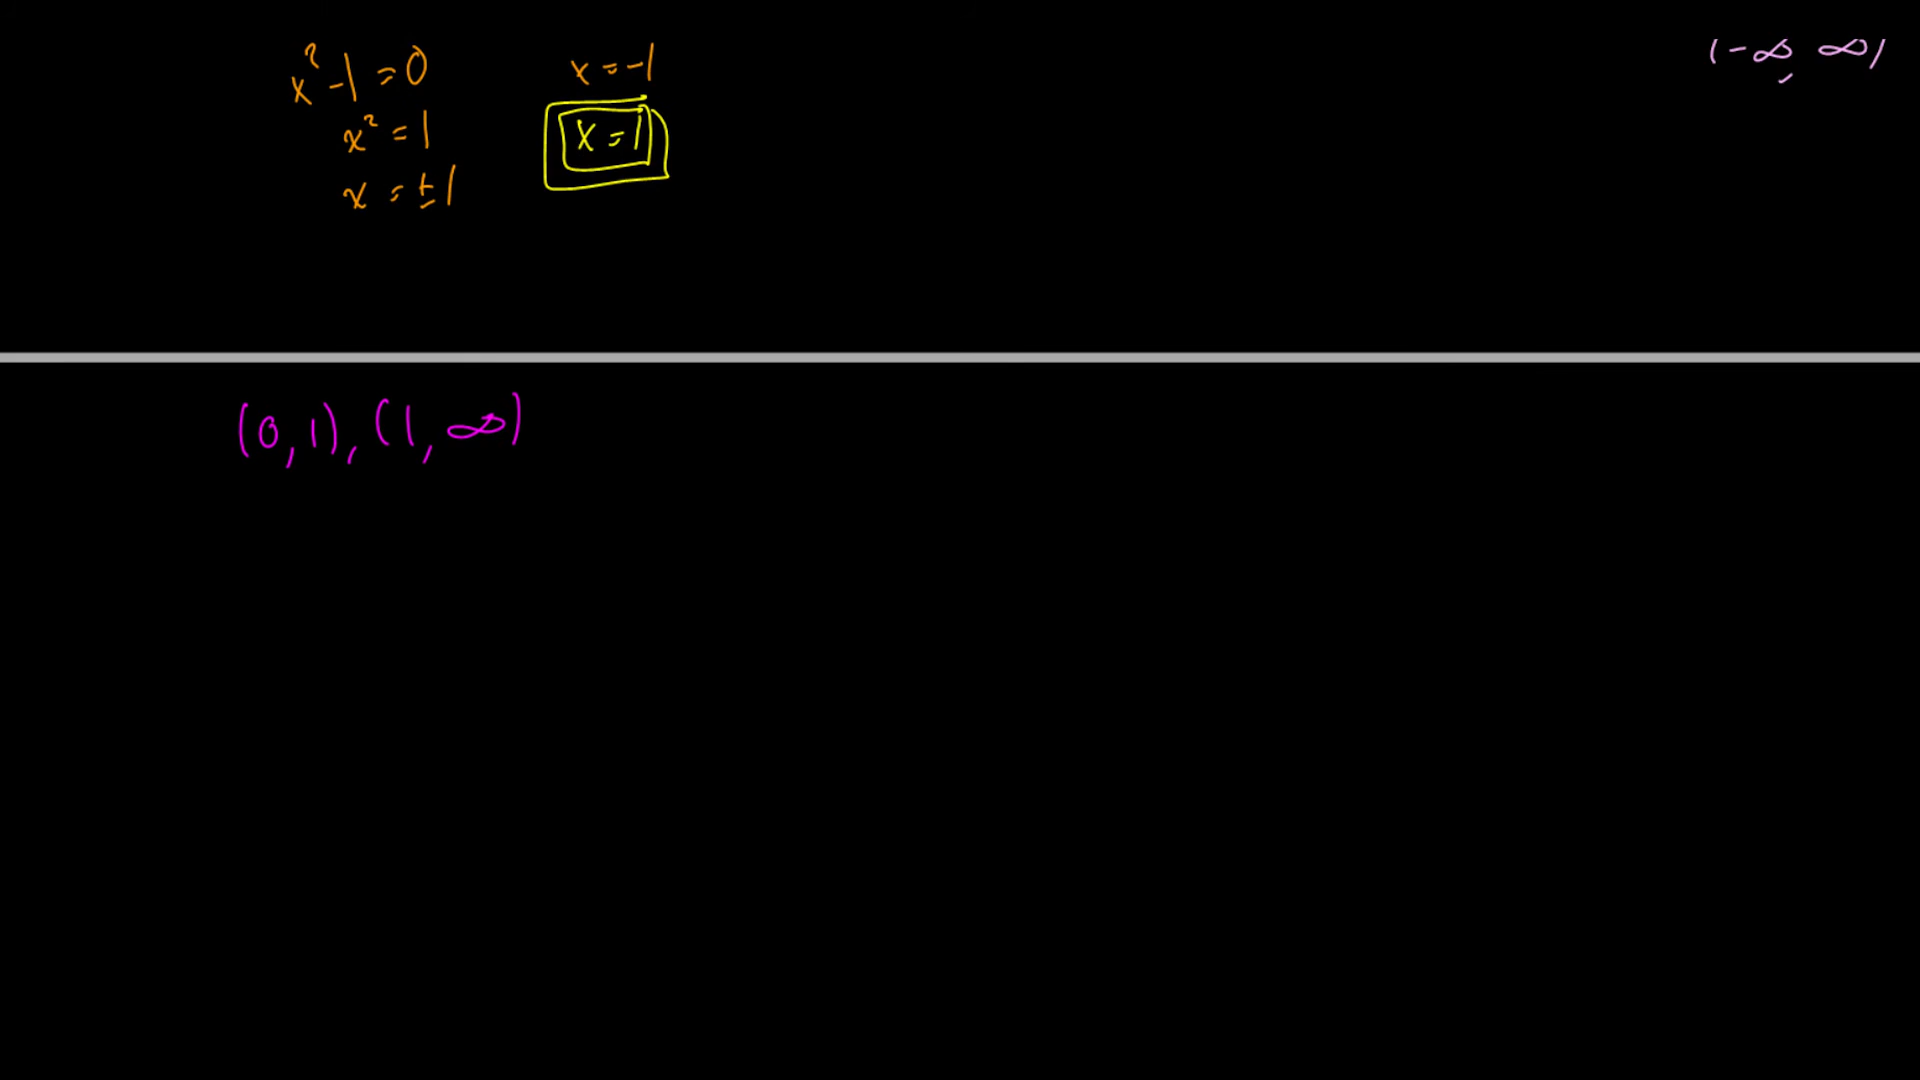 x² - 1 = 0
x² = 1
x = ± 1
x = -1
x = 1
(-∞, ∞)
(0, 1), (1, ∞)